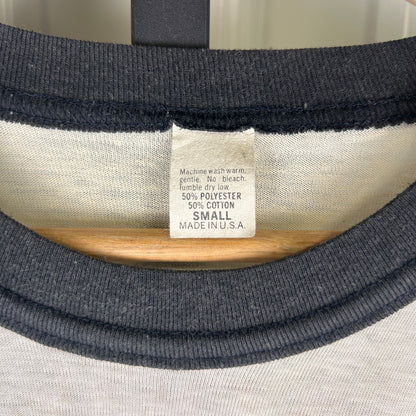 Machine wash warm,
gentle. No bleach.
Tumble dry low.
50% POLYESTER
50% COTTON
SMALL
MADE IN U.S.A.